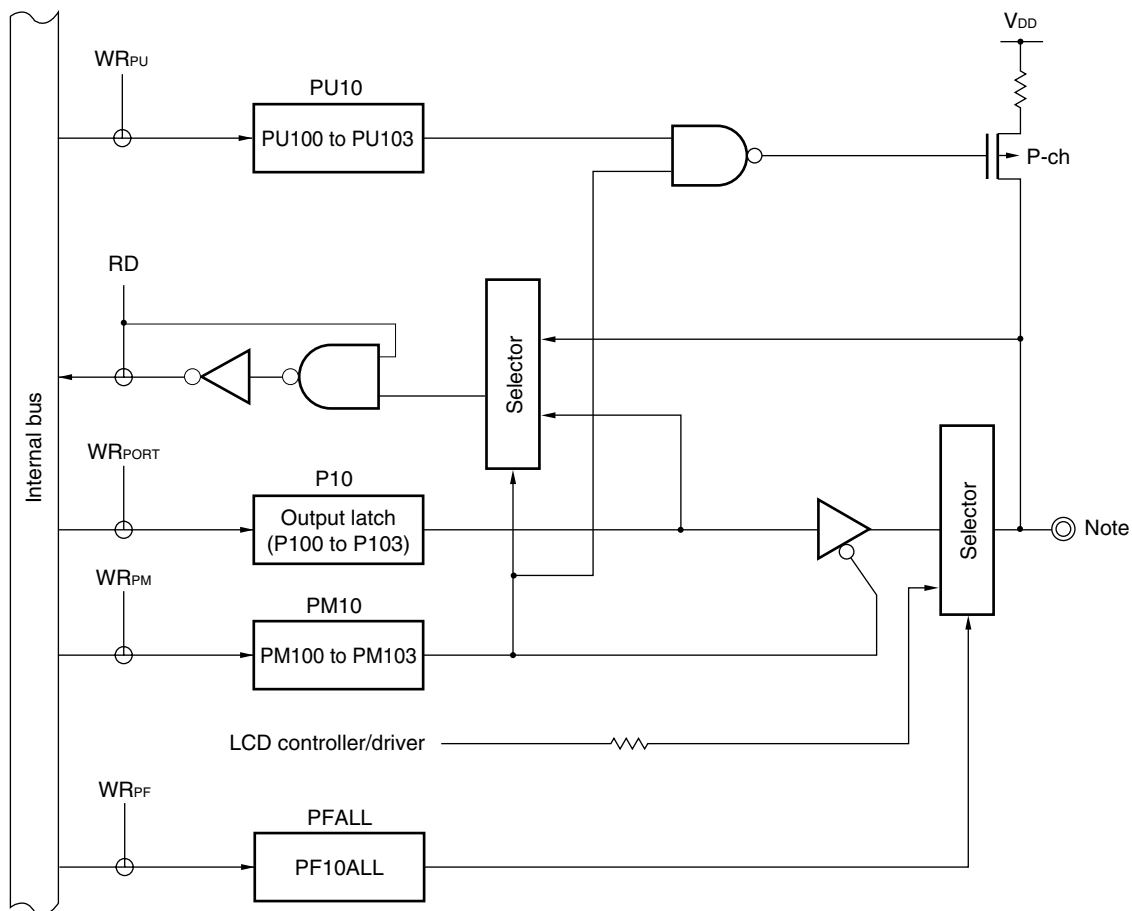 VDD
WRPU
PU10
PU100 to PU103
P-ch
RD
Selector
Internal bus
WRPORT
P10
Output latch
(P100 to P103)
Selector
Note
WRPM
PM10
PM100 to PM103
LCD controller/driver
WRPF
PFALL
PF10ALL